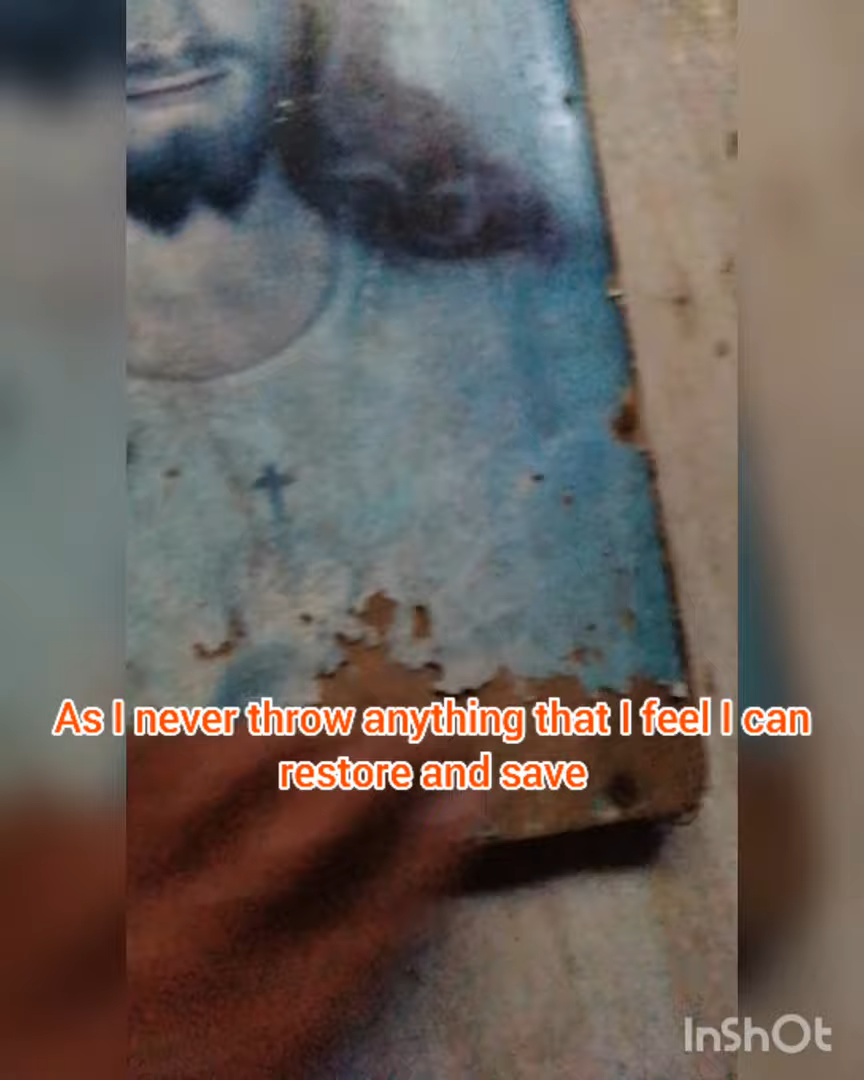 As I never throw anything that I feel I can
restore and save
InShOt